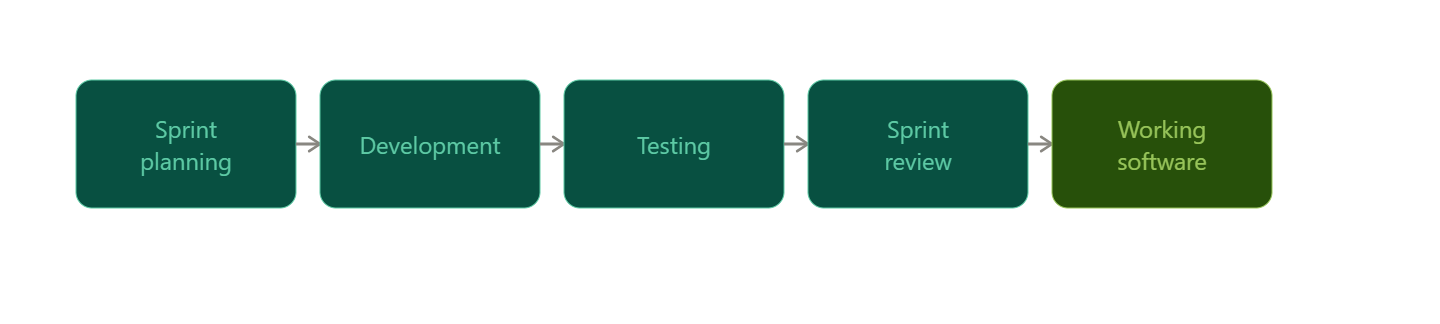 Sprint
planning
Development
Testing
Sprint
review
Working
software